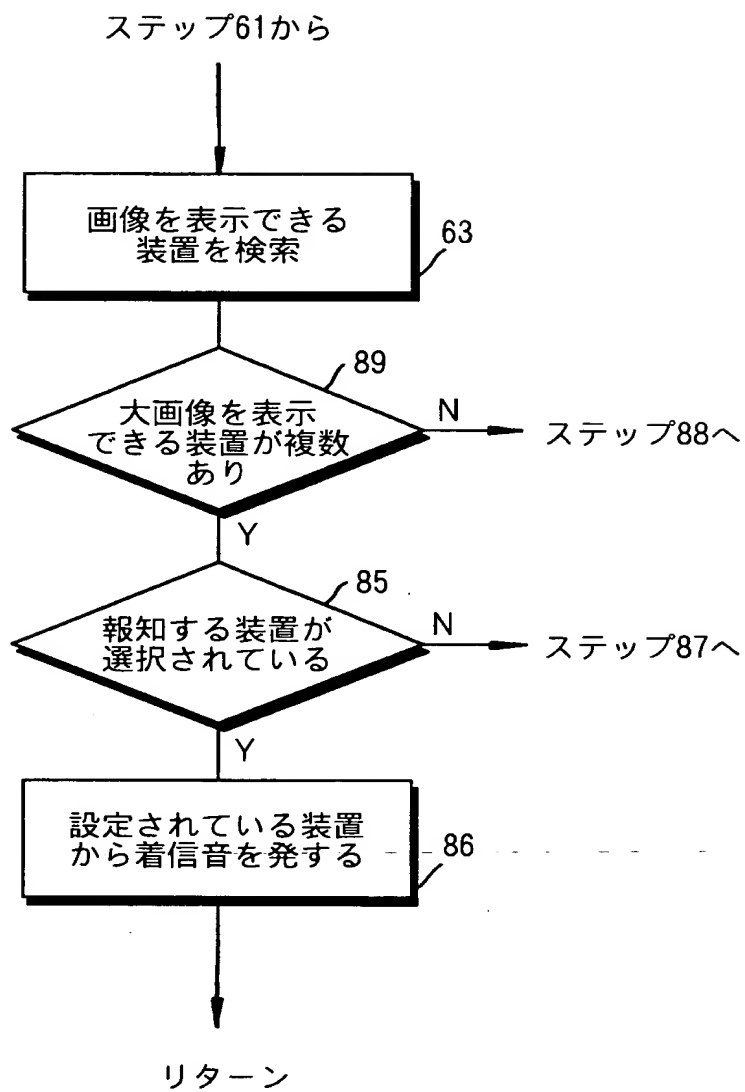 ステップ61から
画像を表示できる
装置を検索
63
89
大画像を表示
できる装置が複数
あり
N
ステップ88へ
Y
85
報知する装置が
選択されている
N
ステップ87へ
Y
設定されている装置
から着信音を発する
86
リターン